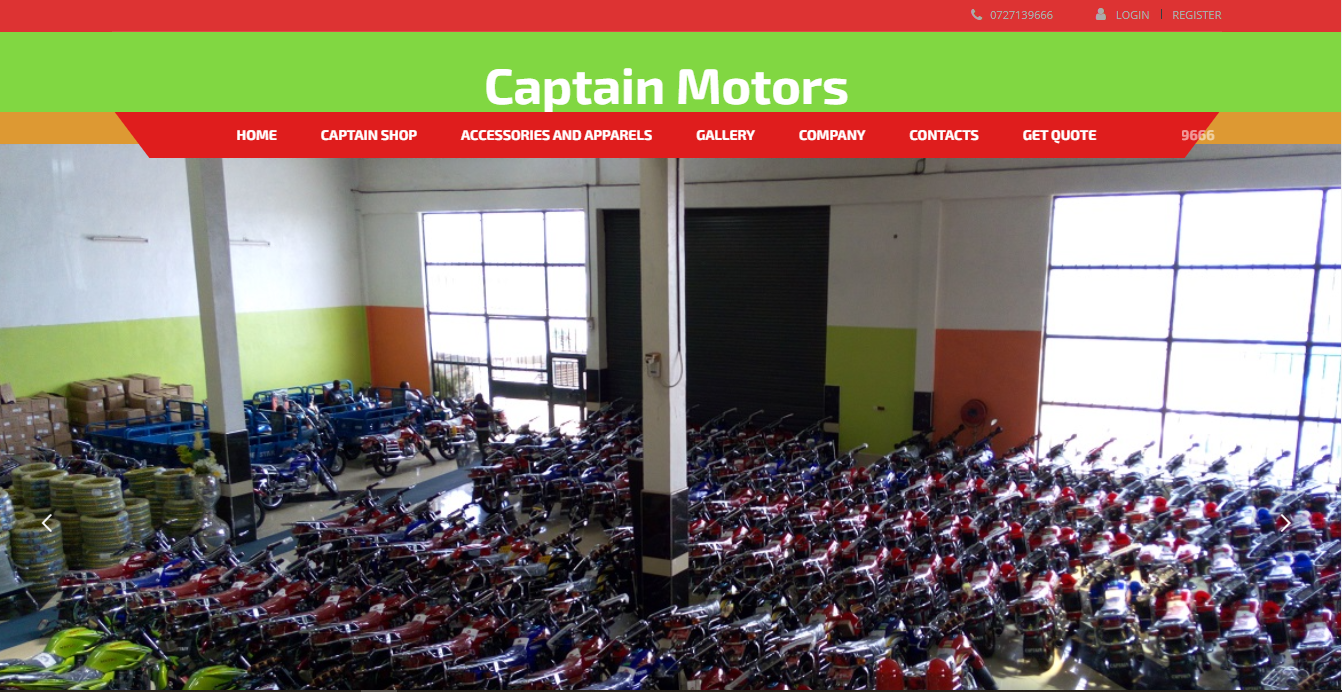 0727139666 LOGIN | REGISTER
Captain Motors
HOME CAPTAIN SHOP ACCESSORIES AND APPARELS GALLERY COMPANY CONTACTS GET QUOTE 9666